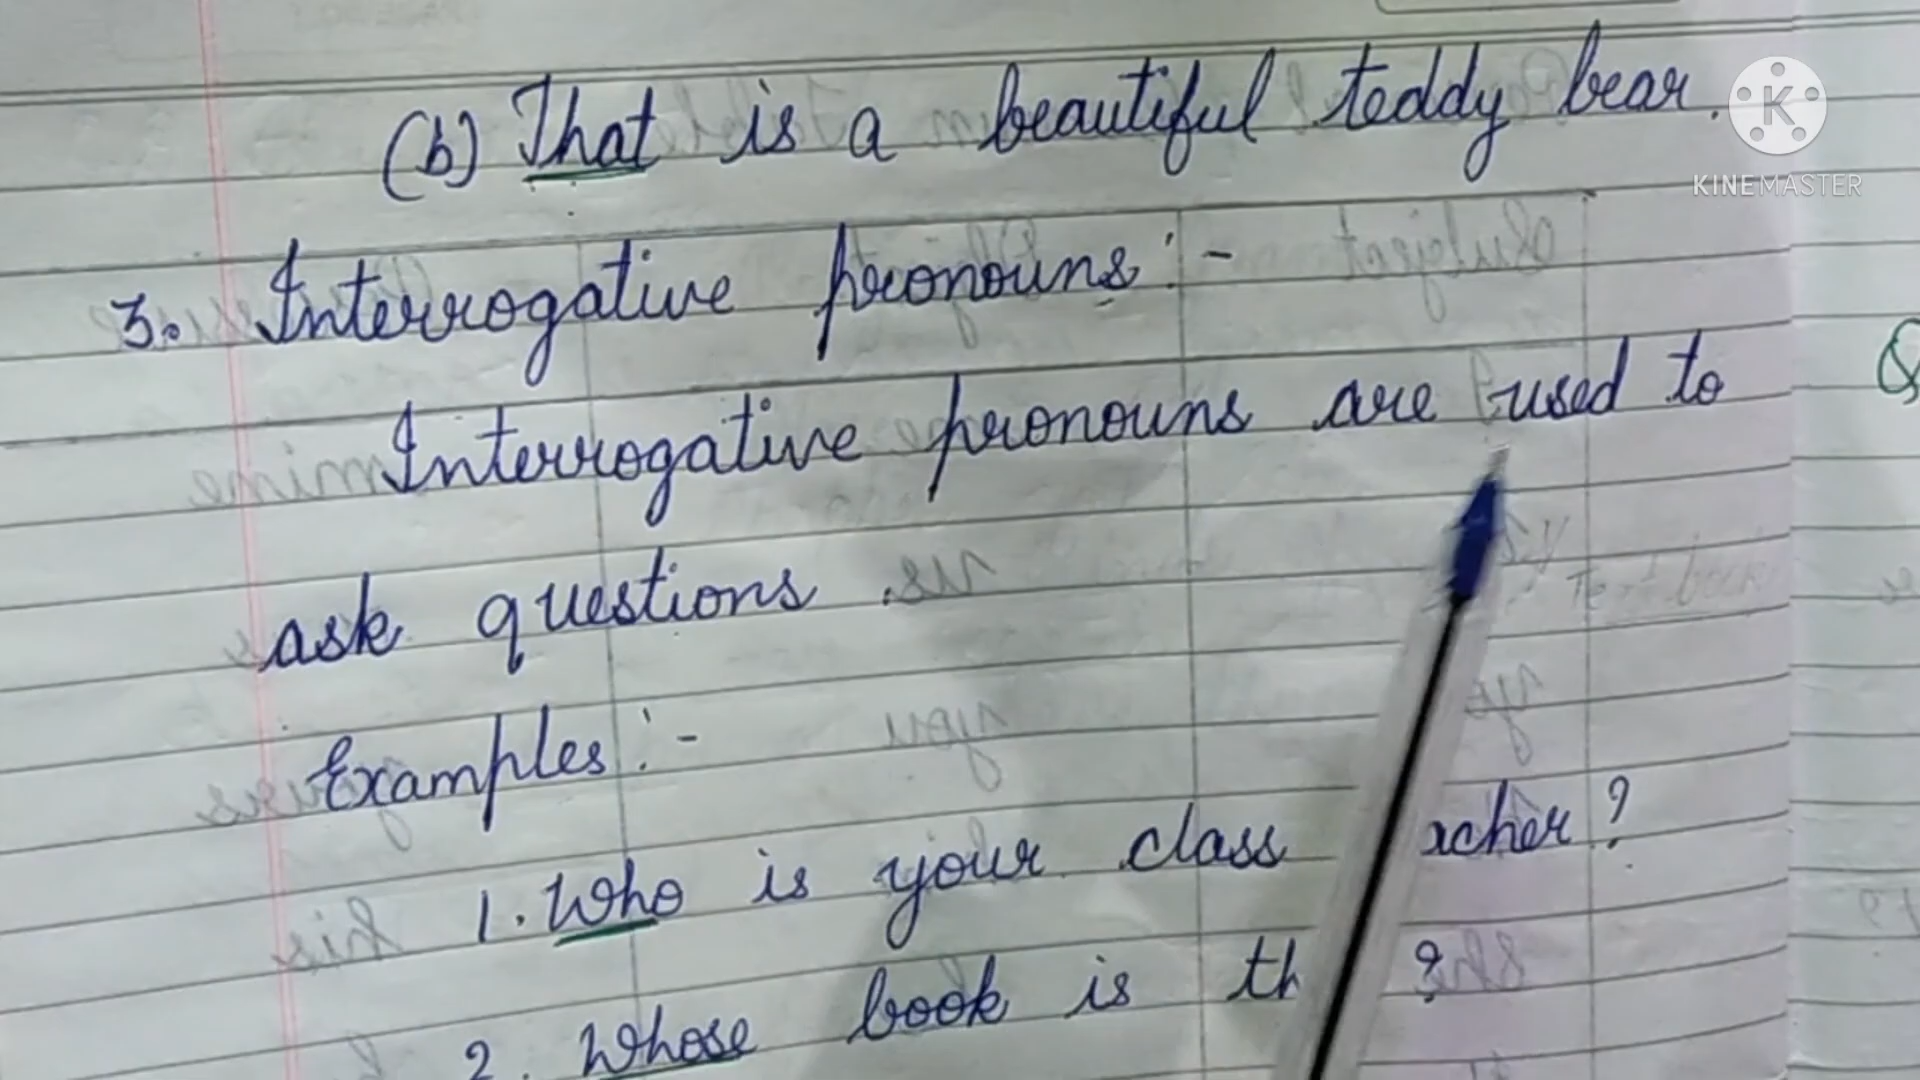 (b) That is a beautiful teddy bear.
KINEMASTER
3. Interrogative pronouns:-
Interrogative pronouns are used to
ask questions.
Examples:-
1. Who is your class ?
2. Whose book is ?